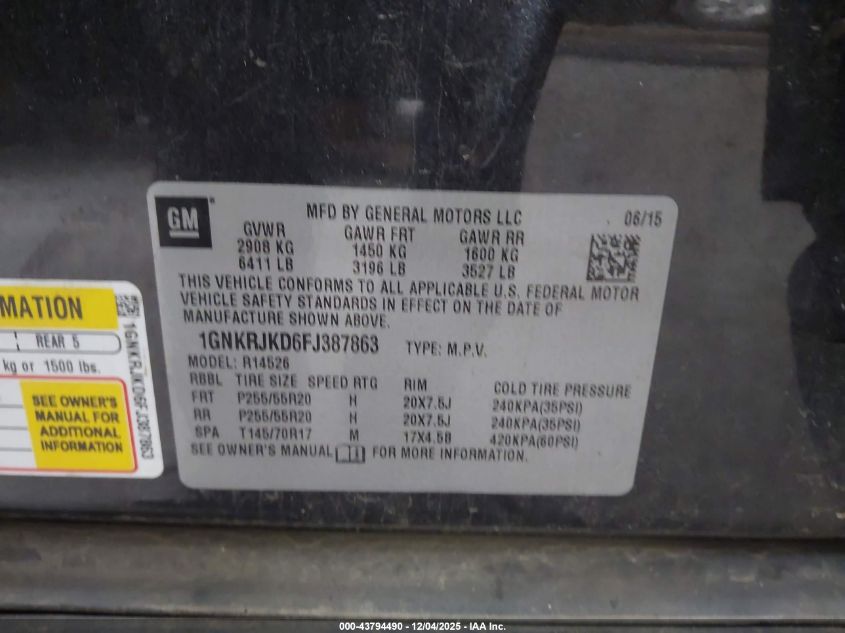 GM
MFD BY GENERAL MOTORS LLC 06/15
GVWR GAWR FRT GAWR RR
2908 KG 1450 KG 1600 KG
6411 LB 3196 LB 3527 LB
THIS VEHICLE CONFORMS TO ALL APPLICABLE U.S. FEDERAL MOTOR
VEHICLE SAFETY STANDARDS IN EFFECT ON THE DATE OF
MANUFACTURE SHOWN ABOVE.
1GNKRJKD6FJ387863 TYPE: M.P.V.
MODEL: R14526
RBBL TIRE SIZE SPEED RTG RIM COLD TIRE PRESSURE
FRT P255/55R20 H 20X7.5J 240KPA(35PSI)
RR P255/55R20 H 20X7.5J 240KPA(35PSI)
SPA T145/70R17 M 17X4.5B 420KPA(60PSI)
SEE OWNER'S MANUAL FOR MORE INFORMATION.
MATION
REAR 5
kg or 1500 lbs.
SEE OWNER'S
MANUAL FOR
ADDITIONAL
INFORMATION
1GNKRJKD6FJ387863
000-43794490 - 12/04/2025 - IAA Inc.